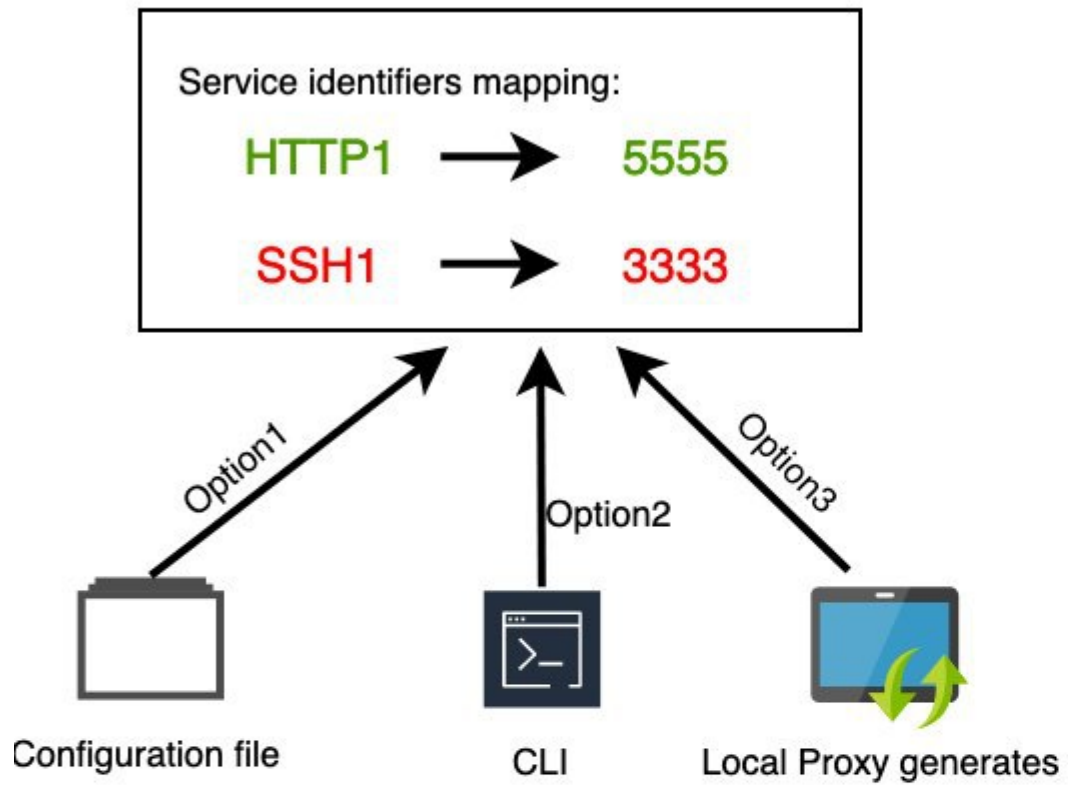 Service identifiers mapping:
HTTP1 5555
SSH1 3333
Option1
Option2
Option3
Configuration file
CLI
Local Proxy generates